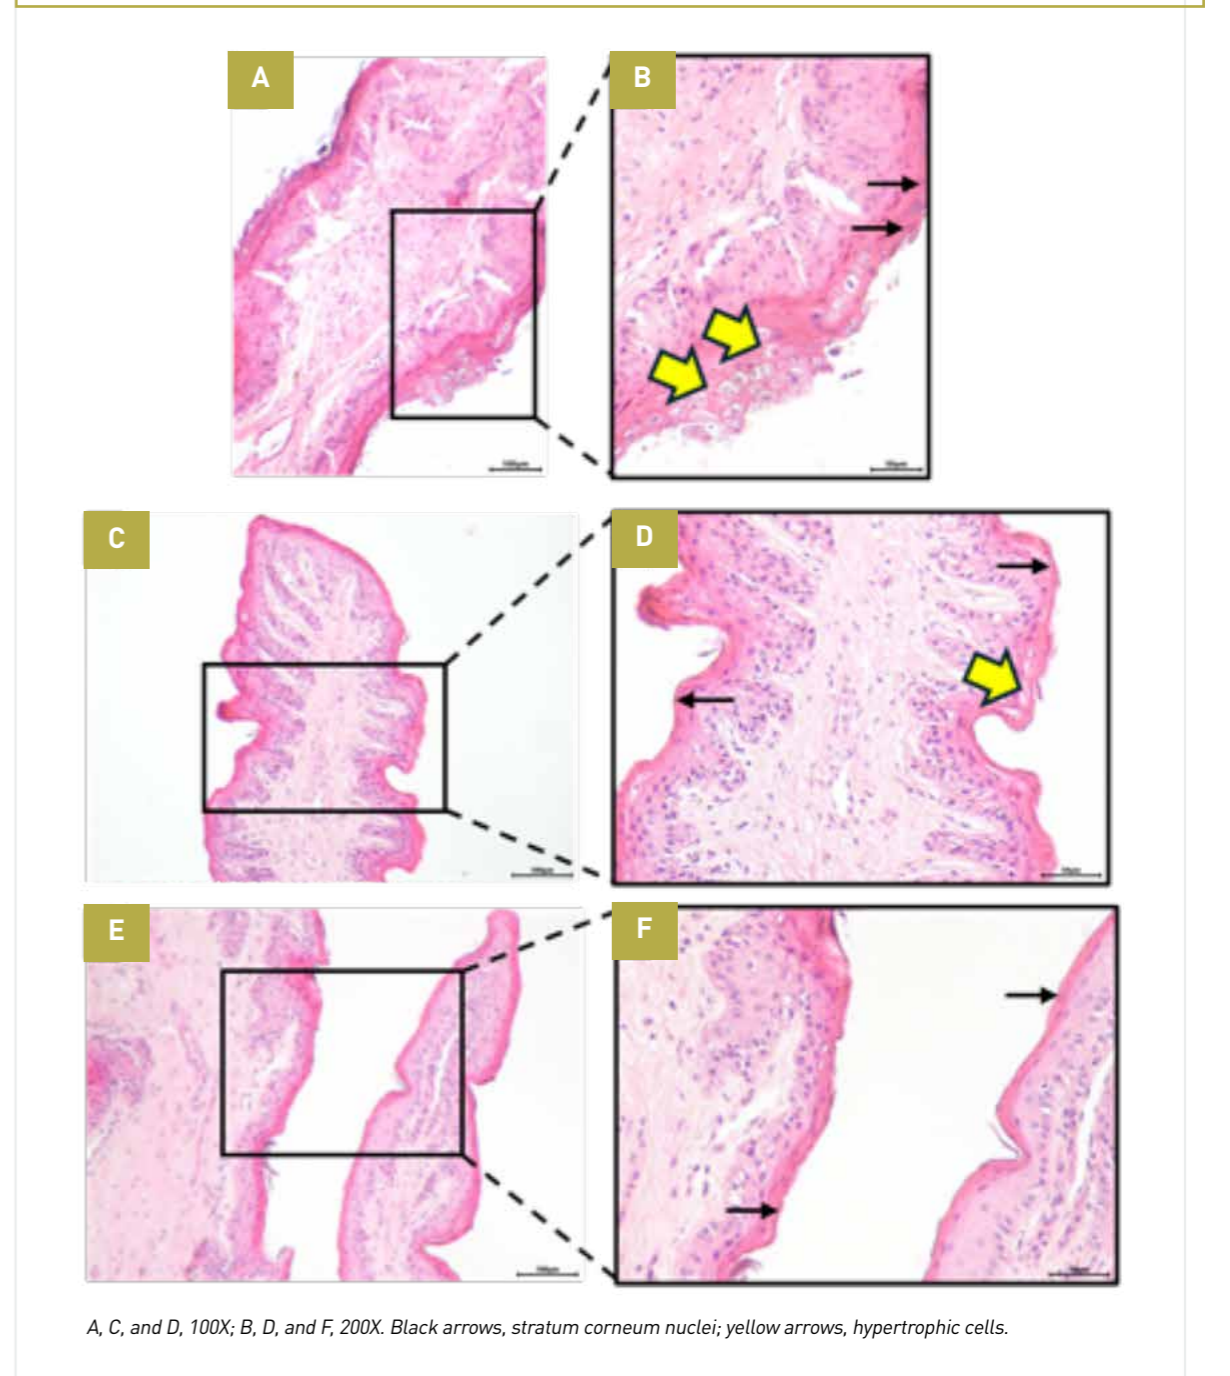 A
B
C
D
E
F
A, C, and D, 100X; B, D, and F, 200X. Black arrows, stratum corneum nuclei; yellow arrows, hypertrophic cells.